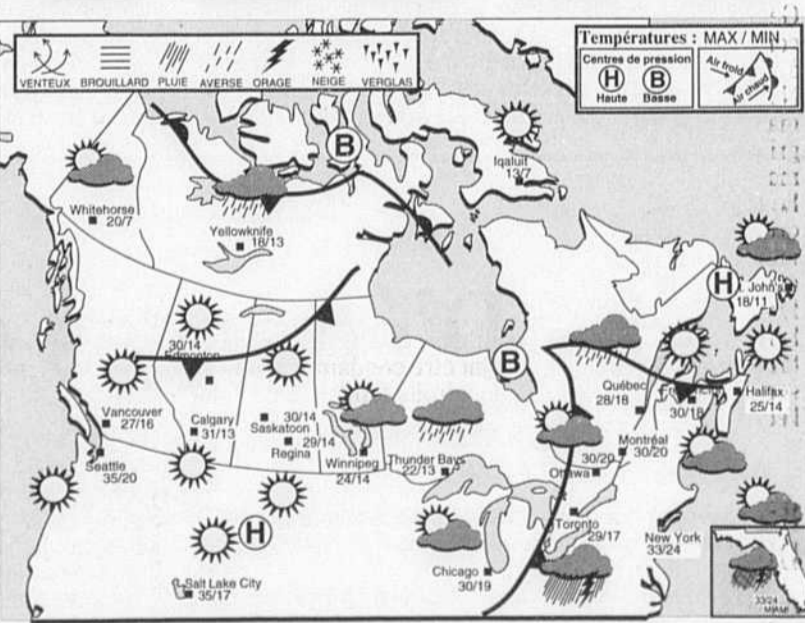 VENTEUX BROUILLARD PLUIE AVERSE ORAGE NEIGE VERGLAS
Températures : MAX / MIN
Centres de pression
H B
Haute Basse
Air froid
Air chaud
B
Iqaluit
13/7
Whitehorse
20/7
Yellowknife
18/13
H
St. John's
18/11
30/14
Edmonton
B
Québec
28/18
30/18
Halifax
25/14
Vancouver
27/16
Calgary
31/13
30/14
Saskatoon
29/14
Regina
Winnipeg
24/14
Thunder Bay
22/13
Montréal
30/20
30/20
Ottawa
Seattle
35/20
H
Toronto
29/17
New York
33/24
Chicago
30/19
Salt Lake City
35/17
33/24
MIAMI